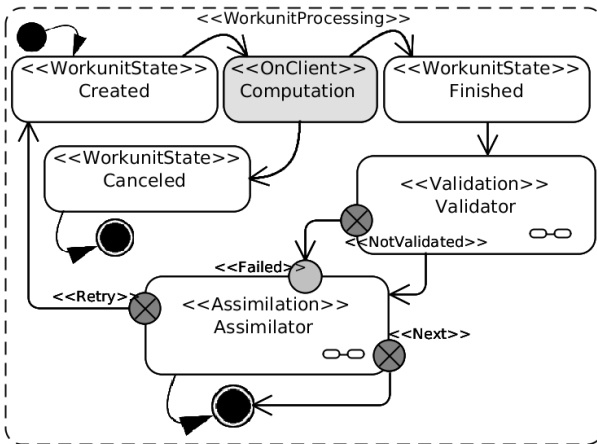 <<WorkunitProcessing>>
<<WorkunitState>>
Created
<<OnClient>>
Computation
<<WorkunitState>>
Finished
<<WorkunitState>>
Canceled
<<Validation>>
Validator
<<NotValidated>>
<<Failed>>
<<Retry>>
<<Assimilation>>
Assimilator
<<Next>>